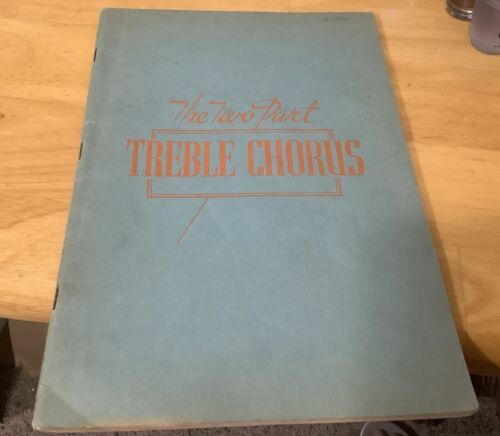 The Two Part
TREBLE CHORUS